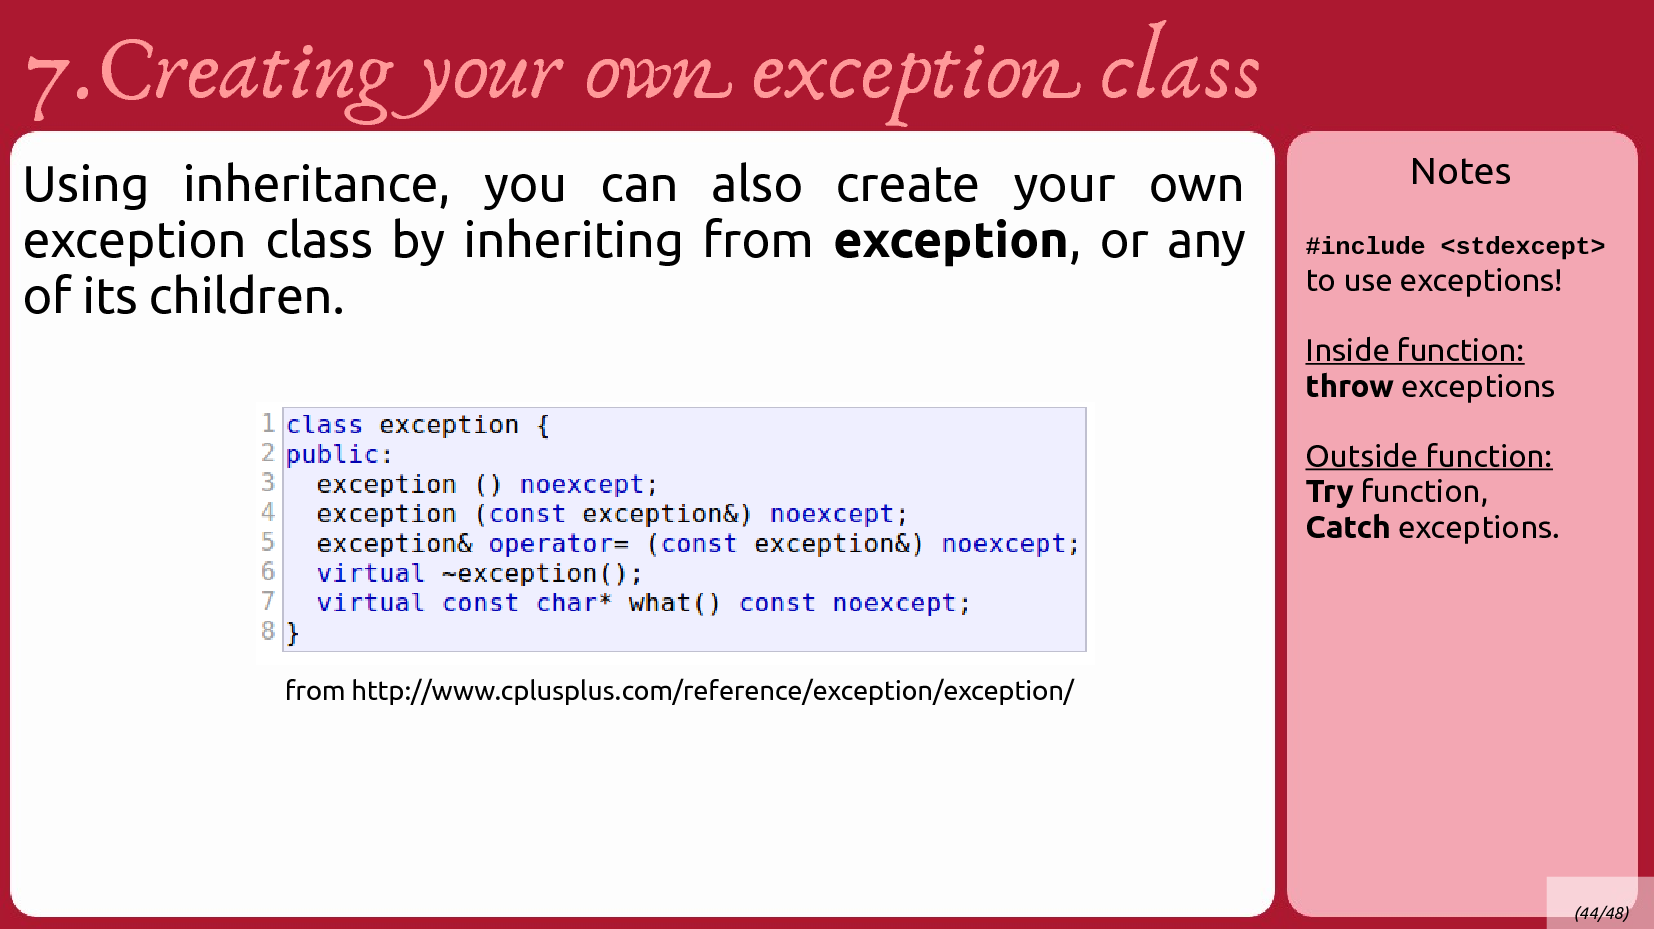 7.Creating your own exception class
Using inheritance, you can also create your own
exception class by inheriting from exception, or any
of its children.
1 class exception {
2 public:
3   exception () noexcept;
4   exception (const exception&) noexcept;
5   exception& operator= (const exception&) noexcept;
6   virtual ~exception();
7   virtual const char* what() const noexcept;
8 }
from http://www.cplusplus.com/reference/exception/exception/
Notes
#include <stdexcept>
to use exceptions!
Inside function:
throw exceptions
Outside function:
Try function,
Catch exceptions.
(44/48)